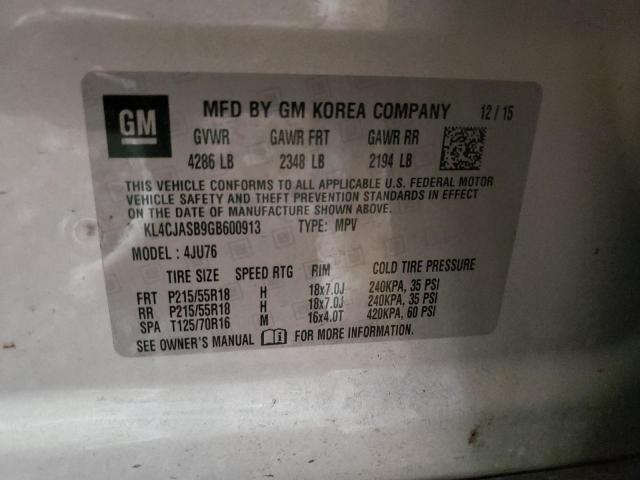 GM
MFD BY GM KOREA COMPANY 12/15
GVWR GAWR FRT GAWR RR
4286 LB 2348 LB 2194 LB
THIS VEHICLE CONFORMS TO ALL APPLICABLE U.S. FEDERAL MOTOR
VEHICLE SAFETY AND THEFT PREVENTION STANDARDS IN EFFECT
ON THE DATE OF MANUFACTURE SHOWN ABOVE.
KL4CJASB9GB600913 TYPE: MPV
MODEL: 4JU76
TIRE SIZE SPEED RTG RIM COLD TIRE PRESSURE
FRT P215/55R18 H 18x7.0J 240KPA, 35 PSI
RR P215/55R18 H 18x7.0J 240KPA, 35 PSI
SPA T125/70R16 M 16x4.0T 420KPA, 60 PSI
SEE OWNER'S MANUAL FOR MORE INFORMATION.